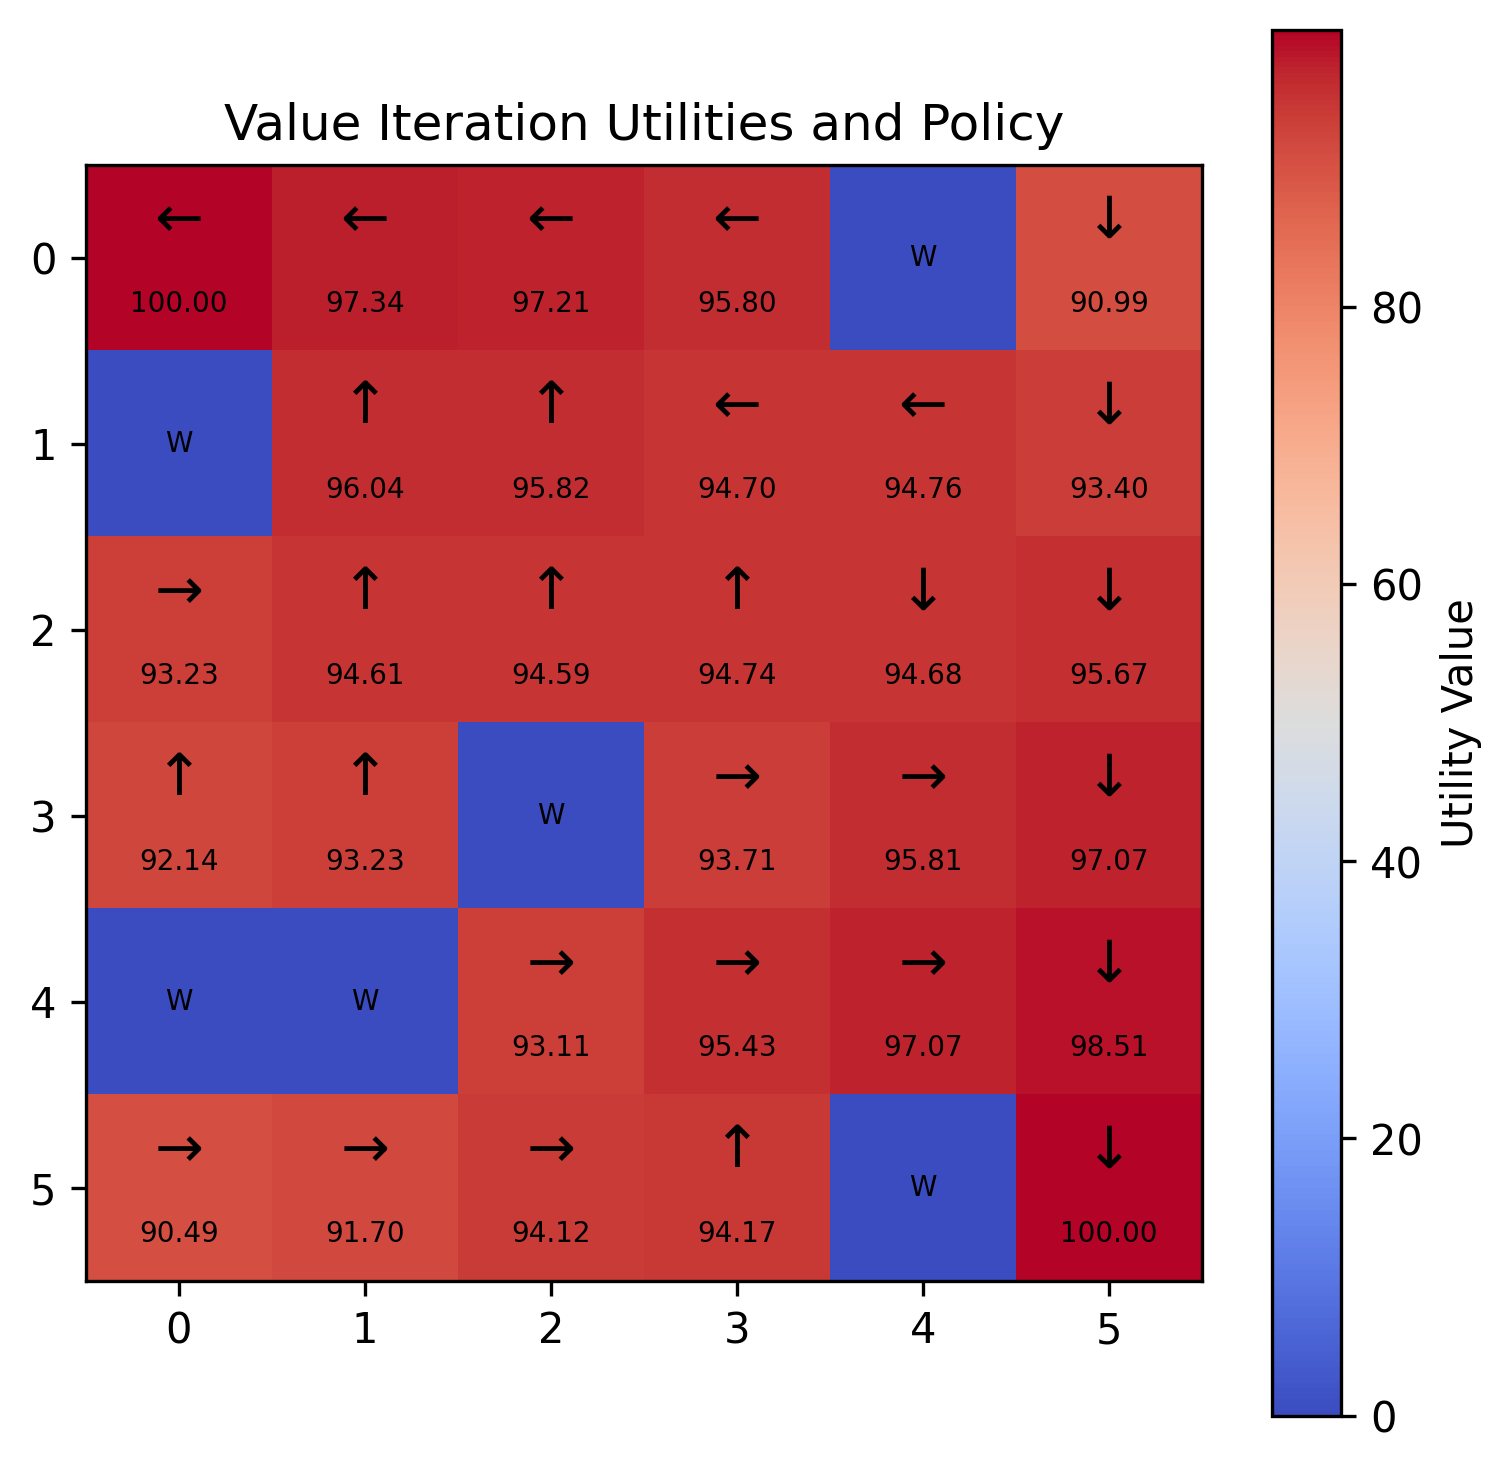 Value Iteration Utilities and Policy
0
← ← ← ← W ↓
100.00 97.34 97.21 95.80 90.99
1
W ↑ ↑ ← ← ↓
96.04 95.82 94.70 94.76 93.40
2
→ ↑ ↑ ↑ ↓ ↓
93.23 94.61 94.59 94.74 94.68 95.67
3
↑ ↑ W → → ↓
92.14 93.23 93.71 95.81 97.07
4
W W → → → ↓
93.11 95.43 97.07 98.51
5
→ → → ↑ W ↓
90.49 91.70 94.12 94.17 100.00
0 1 2 3 4 5
80
60
40
20
0
Utility Value